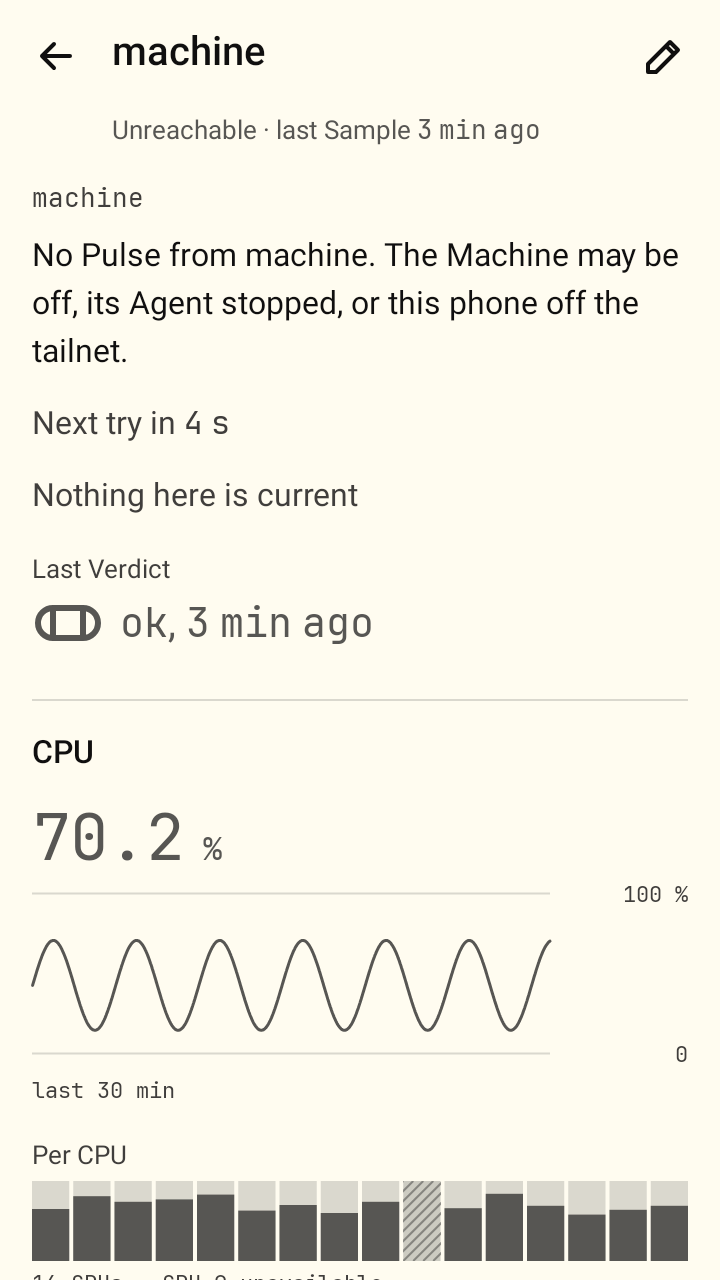 machine
Unreachable · last Sample 3 min ago
machine
No Pulse from machine. The Machine may be
off, its Agent stopped, or this phone off the
tailnet.
Next try in 4 s
Nothing here is current
Last Verdict
ok, 3 min ago
CPU
70.2 %
100 %
0
last 30 min
Per CPU